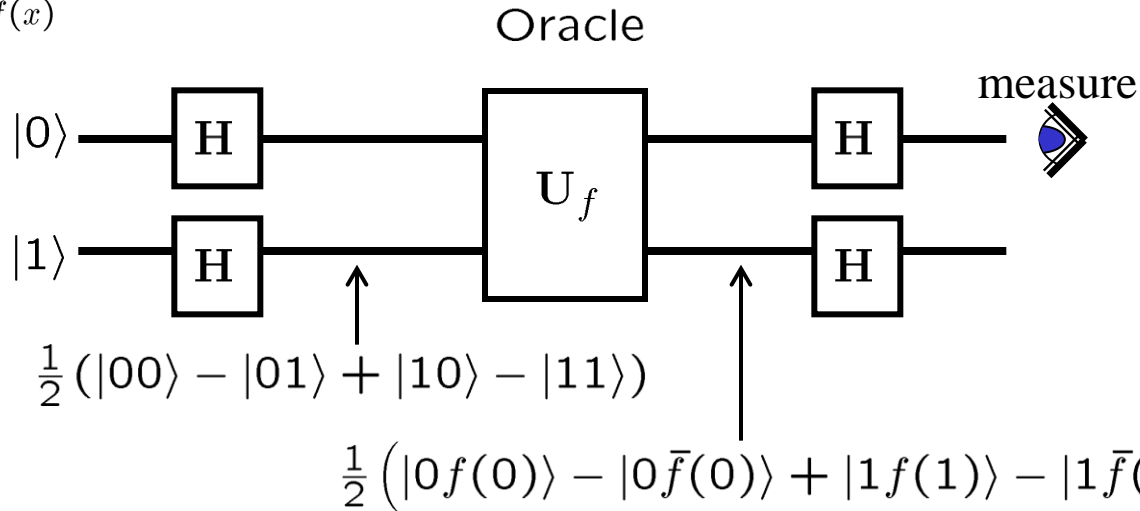 f(x)
Oracle
measure
|0⟩ H H
U_f
|1⟩ H H
½(|00⟩ − |01⟩ + |10⟩ − |11⟩)
½(|0f(0)⟩ − |0f̄(0)⟩ + |1f(1)⟩ − |1f̄(